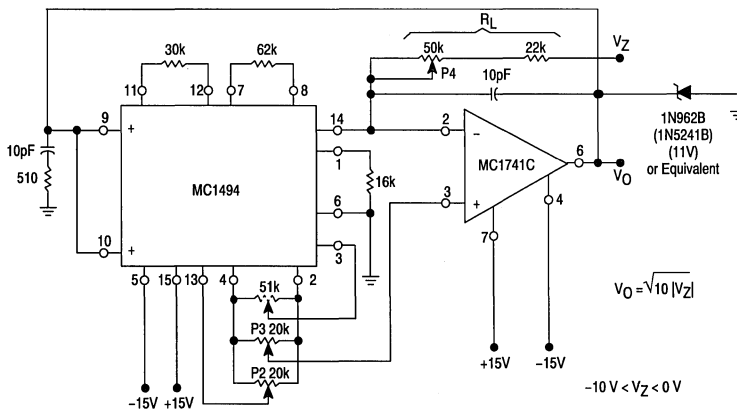 R_L
30k
62k
50k
22k
V_Z
P4
10pF
11
12
7
8
9
14
2
6
+
1
−
1N962B
(1N5241B)
(11V)
or Equivalent
10pF
510
MC1494
16k
MC1741C
V_O
6
3
+
4
10
+
3
7
5
15
13
4
2
51k
P3 20k
P2 20k
V_O = √10 |V_Z|
−15V
+15V
+15V
−15V
−10 V < V_Z < 0 V